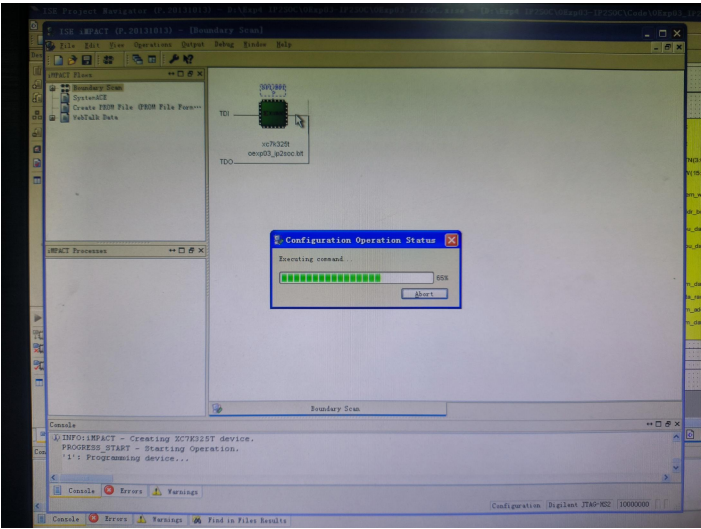 ISE iMPACT (P.20131013) - [Boundary Scan]
File Edit View Operations Output Debug Window Help
iMPACT Flows
Boundary Scan
SystemACE
Create PROM File (PROM File Form...
WebTalk Data
TDI
TDO
xc7k325t
oexp03_ip2soc.bit
iMPACT Processes
Configuration Operation Status
Executing command...
65%
Abort
Boundary Scan
Console
INFO:iMPACT - Creating XC7K325T device.
PROGRESS_START - Starting Operation.
'1': Programming device...
Console Errors Warnings
Configuration Digilent JTAG-HS2 10000000
Console Errors Warnings Find in Files Results